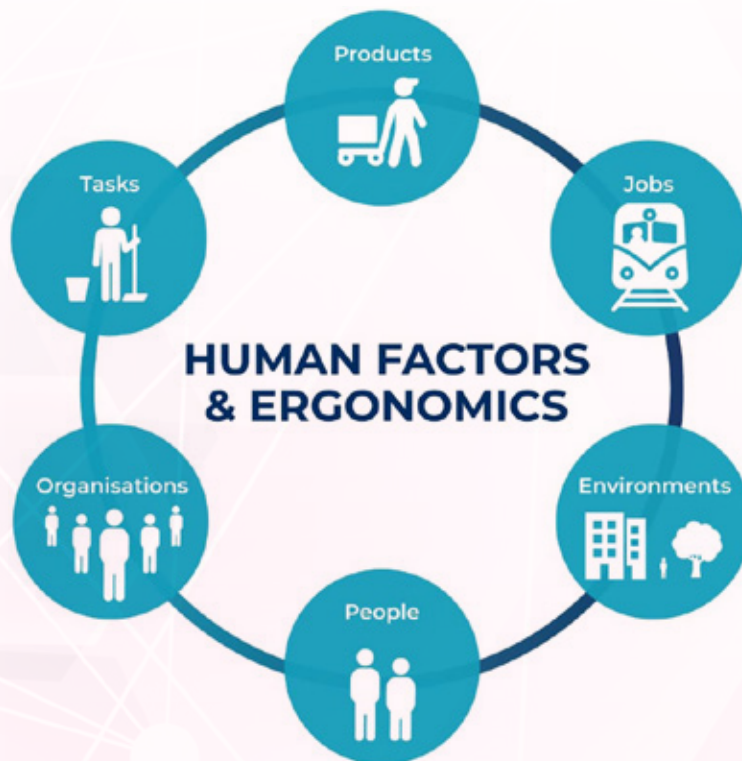 Products
Tasks
Jobs
HUMAN FACTORS
& ERGONOMICS
Organisations
Environments
People